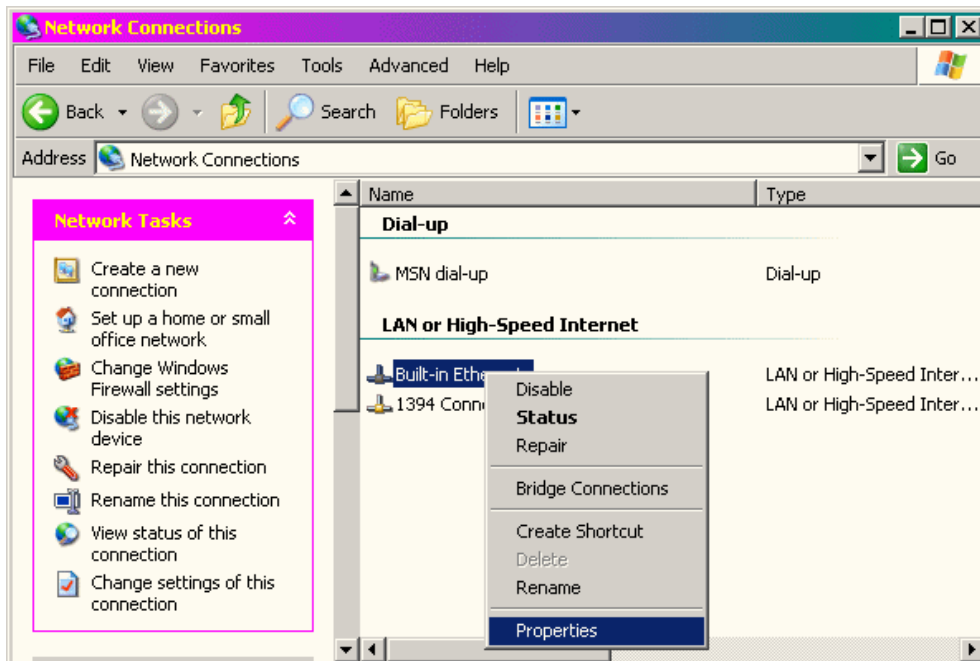 Network Connections
File Edit View Favorites Tools Advanced Help
Back Search Folders
Address Network Connections Go
Network Tasks
Create a new
connection
Set up a home or small
office network
Change Windows
Firewall settings
Disable this network
device
Repair this connection
Rename this connection
View status of this
connection
Change settings of this
connection
Name Type
Dial-up
MSN dial-up Dial-up
LAN or High-Speed Internet
Built-in LAN or High-Speed Inter...
1394 LAN or High-Speed Inter...
Disable
Status
Repair
Bridge Connections
Create Shortcut
Delete
Rename
Properties